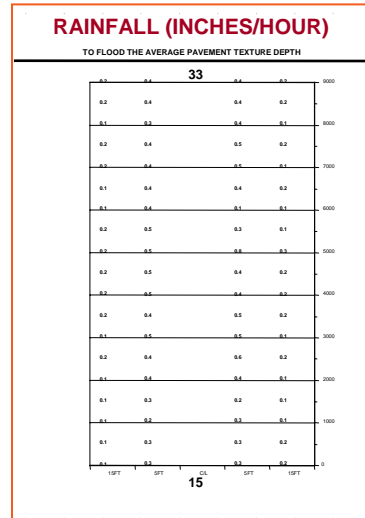 RAINFALL (INCHES/HOUR)
TO FLOOD THE AVERAGE PAVEMENT TEXTURE DEPTH
33
0.2 0.4 0.4 0.2 9000
0.2 0.4 0.4 0.2
0.1 0.3 0.4 0.1 8000
0.2 0.4 0.5 0.2
0.2 0.4 0.5 0.1 7000
0.1 0.4 0.4 0.2
0.1 0.4 0.1 0.1 6000
0.2 0.5 0.3 0.1
0.2 0.5 0.8 0.3 5000
0.2 0.5 0.4 0.2
0.2 0.5 0.4 0.2 4000
0.2 0.5 0.5 0.2
0.1 0.5 0.5 0.1 3000
0.2 0.4 0.6 0.2
0.1 0.4 0.4 0.1 2000
0.1 0.3 0.2 0.1
0.1 0.2 0.3 0.1 1000
0.1 0.3 0.3 0.2
0.1 0.3 0.3 0.2 0
15FT 5FT C/L 5FT 15FT
15